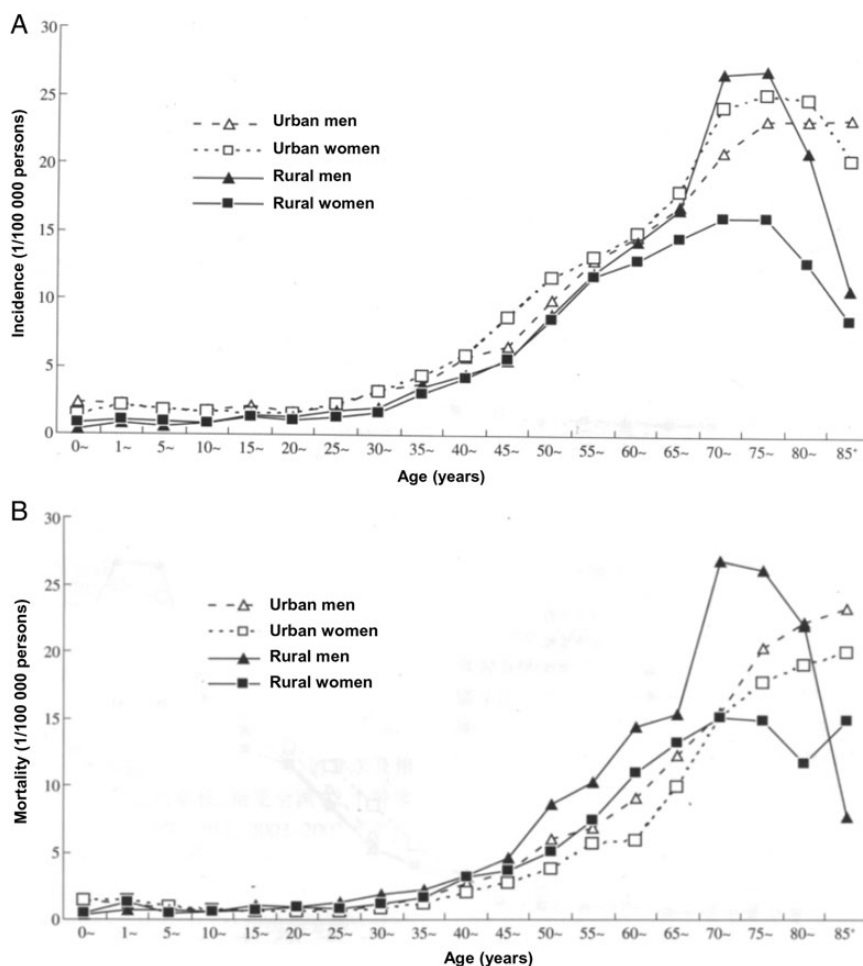 A
30
25
20
15
10
5
0
Incidence (1/100 000 persons)
Urban men
Urban women
Rural men
Rural women
0~ 1~ 5~ 10~ 15~ 20~ 25~ 30~ 35~ 40~ 45~ 50~ 55~ 60~ 65~ 70~ 75~ 80~ 85+
Age (years)
B
30
25
20
15
10
5
0
Mortality (1/100 000 persons)
Urban men
Urban women
Rural men
Rural women
0~ 1~ 5~ 10~ 15~ 20~ 25~ 30~ 35~ 40~ 45~ 50~ 55~ 60~ 65~ 70~ 75~ 80~ 85+
Age (years)